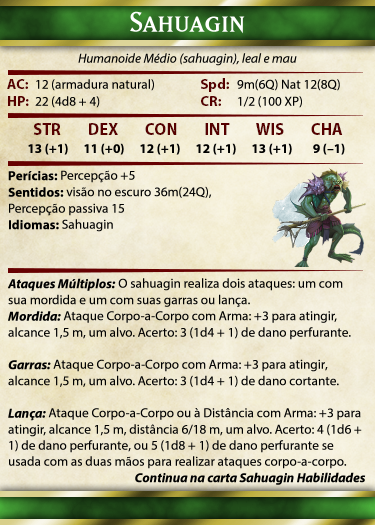 SAHUAGIN
Humanoide Médio (sahuagin), leal e mau
AC: 12 (armadura natural) Spd: 9m(6Q) Nat 12(8Q)
HP: 22 (4d8 + 4) CR: 1/2 (100 XP)
STR DEX CON INT WIS CHA
13 (+1) 11 (+0) 12 (+1) 12 (+1) 13 (+1) 9 (–1)
Perícias: Percepção +5
Sentidos: visão no escuro 36m(24Q),
Percepção passiva 15
Idiomas: Sahuagin
Ataques Múltiplos: O sahuagin realiza dois ataques: um com
sua mordida e um com suas garras ou lança.
Mordida: Ataque Corpo-a-Corpo com Arma: +3 para atingir,
alcance 1,5 m, um alvo. Acerto: 3 (1d4 + 1) de dano perfurante.
Garras: Ataque Corpo-a-Corpo com Arma: +3 para atingir,
alcance 1,5 m, um alvo. Acerto: 3 (1d4 + 1) de dano cortante.
Lança: Ataque Corpo-a-Corpo ou à Distância com Arma: +3 para
atingir, alcance 1,5 m, distância 6/18 m, um alvo. Acerto: 4 (1d6 +
1) de dano perfurante, ou 5 (1d8 + 1) de dano perfurante se
usada com as duas mãos para realizar ataques corpo-a-corpo.
Continua na carta Sahuagin Habilidades